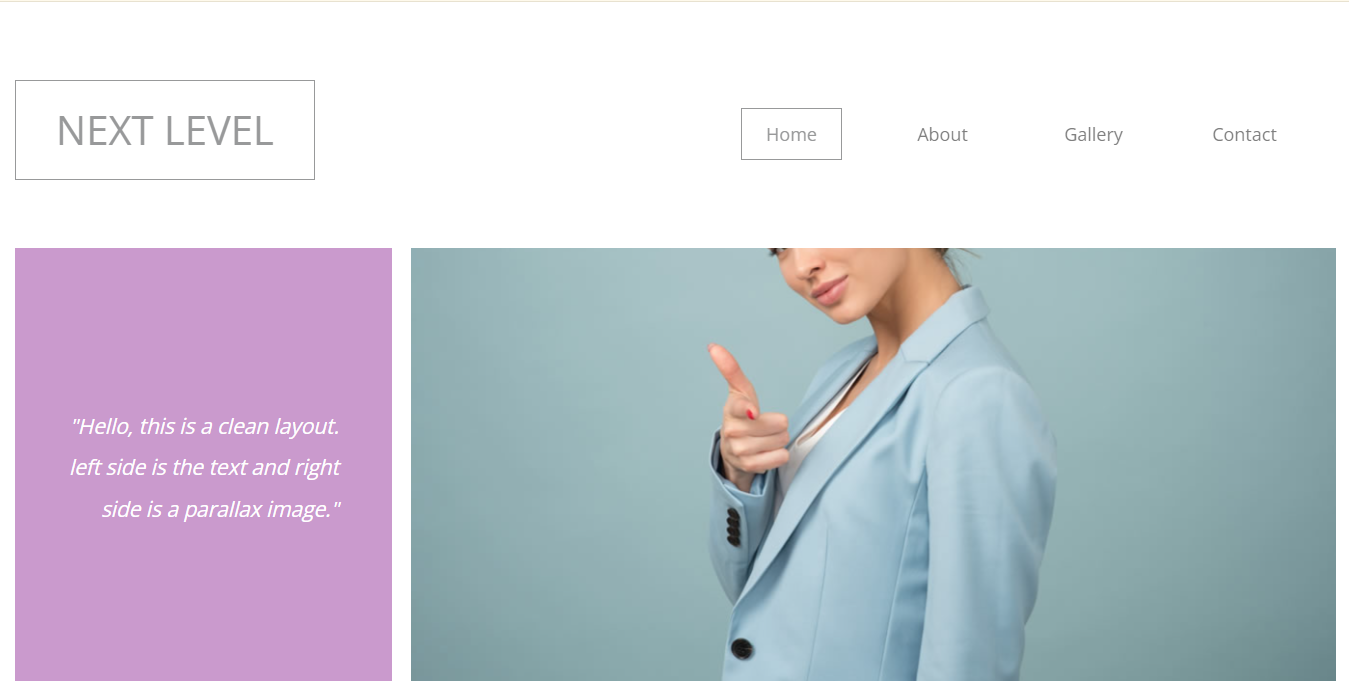 NEXT LEVEL
Home About Gallery Contact
"Hello, this is a clean layout.
left side is the text and right
side is a parallax image."